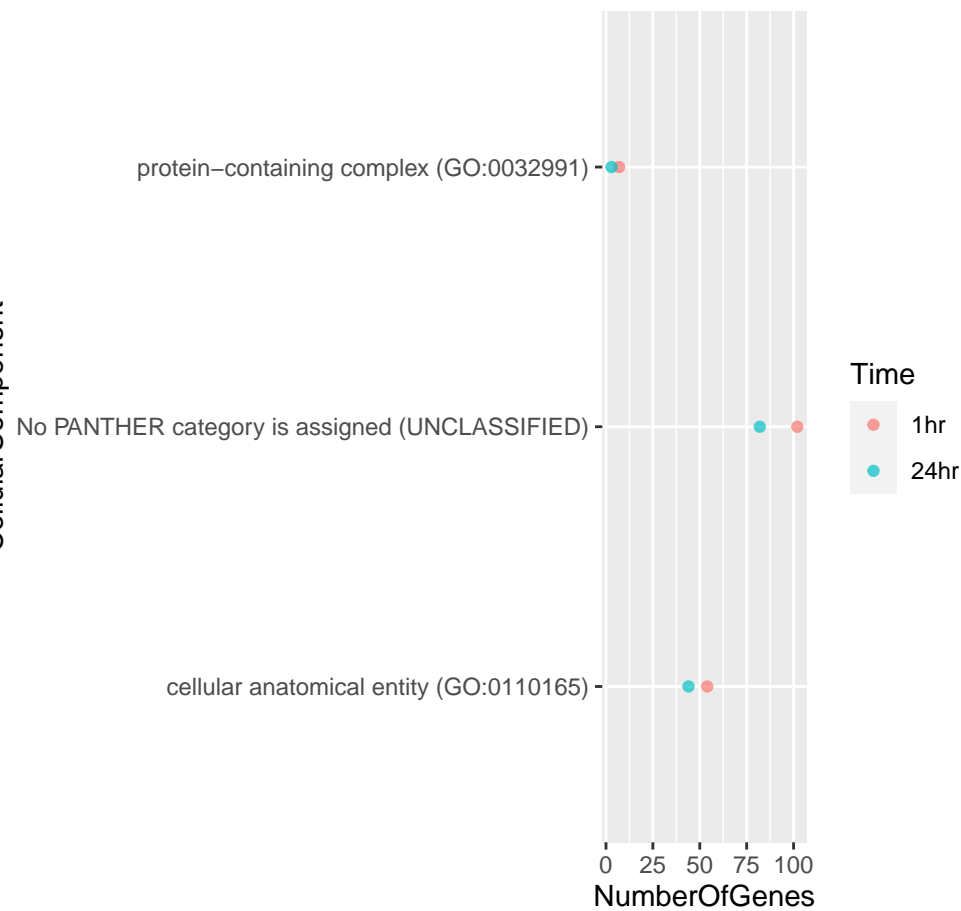 protein−containing complex (GO:0032991)
No PANTHER category is assigned (UNCLASSIFIED)
cellular anatomical entity (GO:0110165)
0 25 50 75 100
NumberOfGenes
Time
1hr
24hr